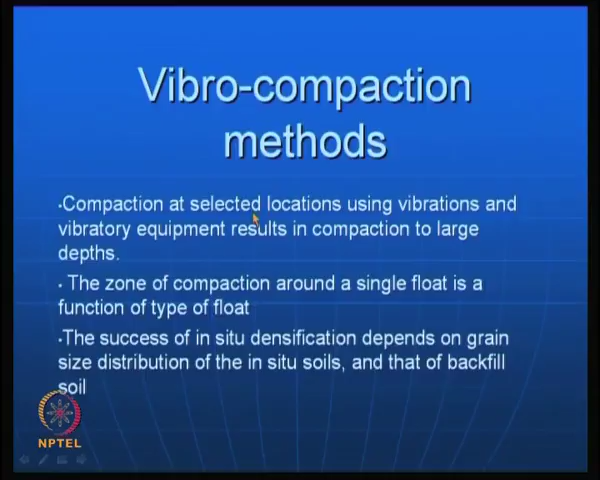 Vibro-compaction
methods
•Compaction at selected locations using vibrations and
vibratory equipment results in compaction to large
depths.
• The zone of compaction around a single float is a
function of type of float
•The success of in situ densification depends on grain
size distribution of the in situ soils, and that of backfill
soil
NPTEL